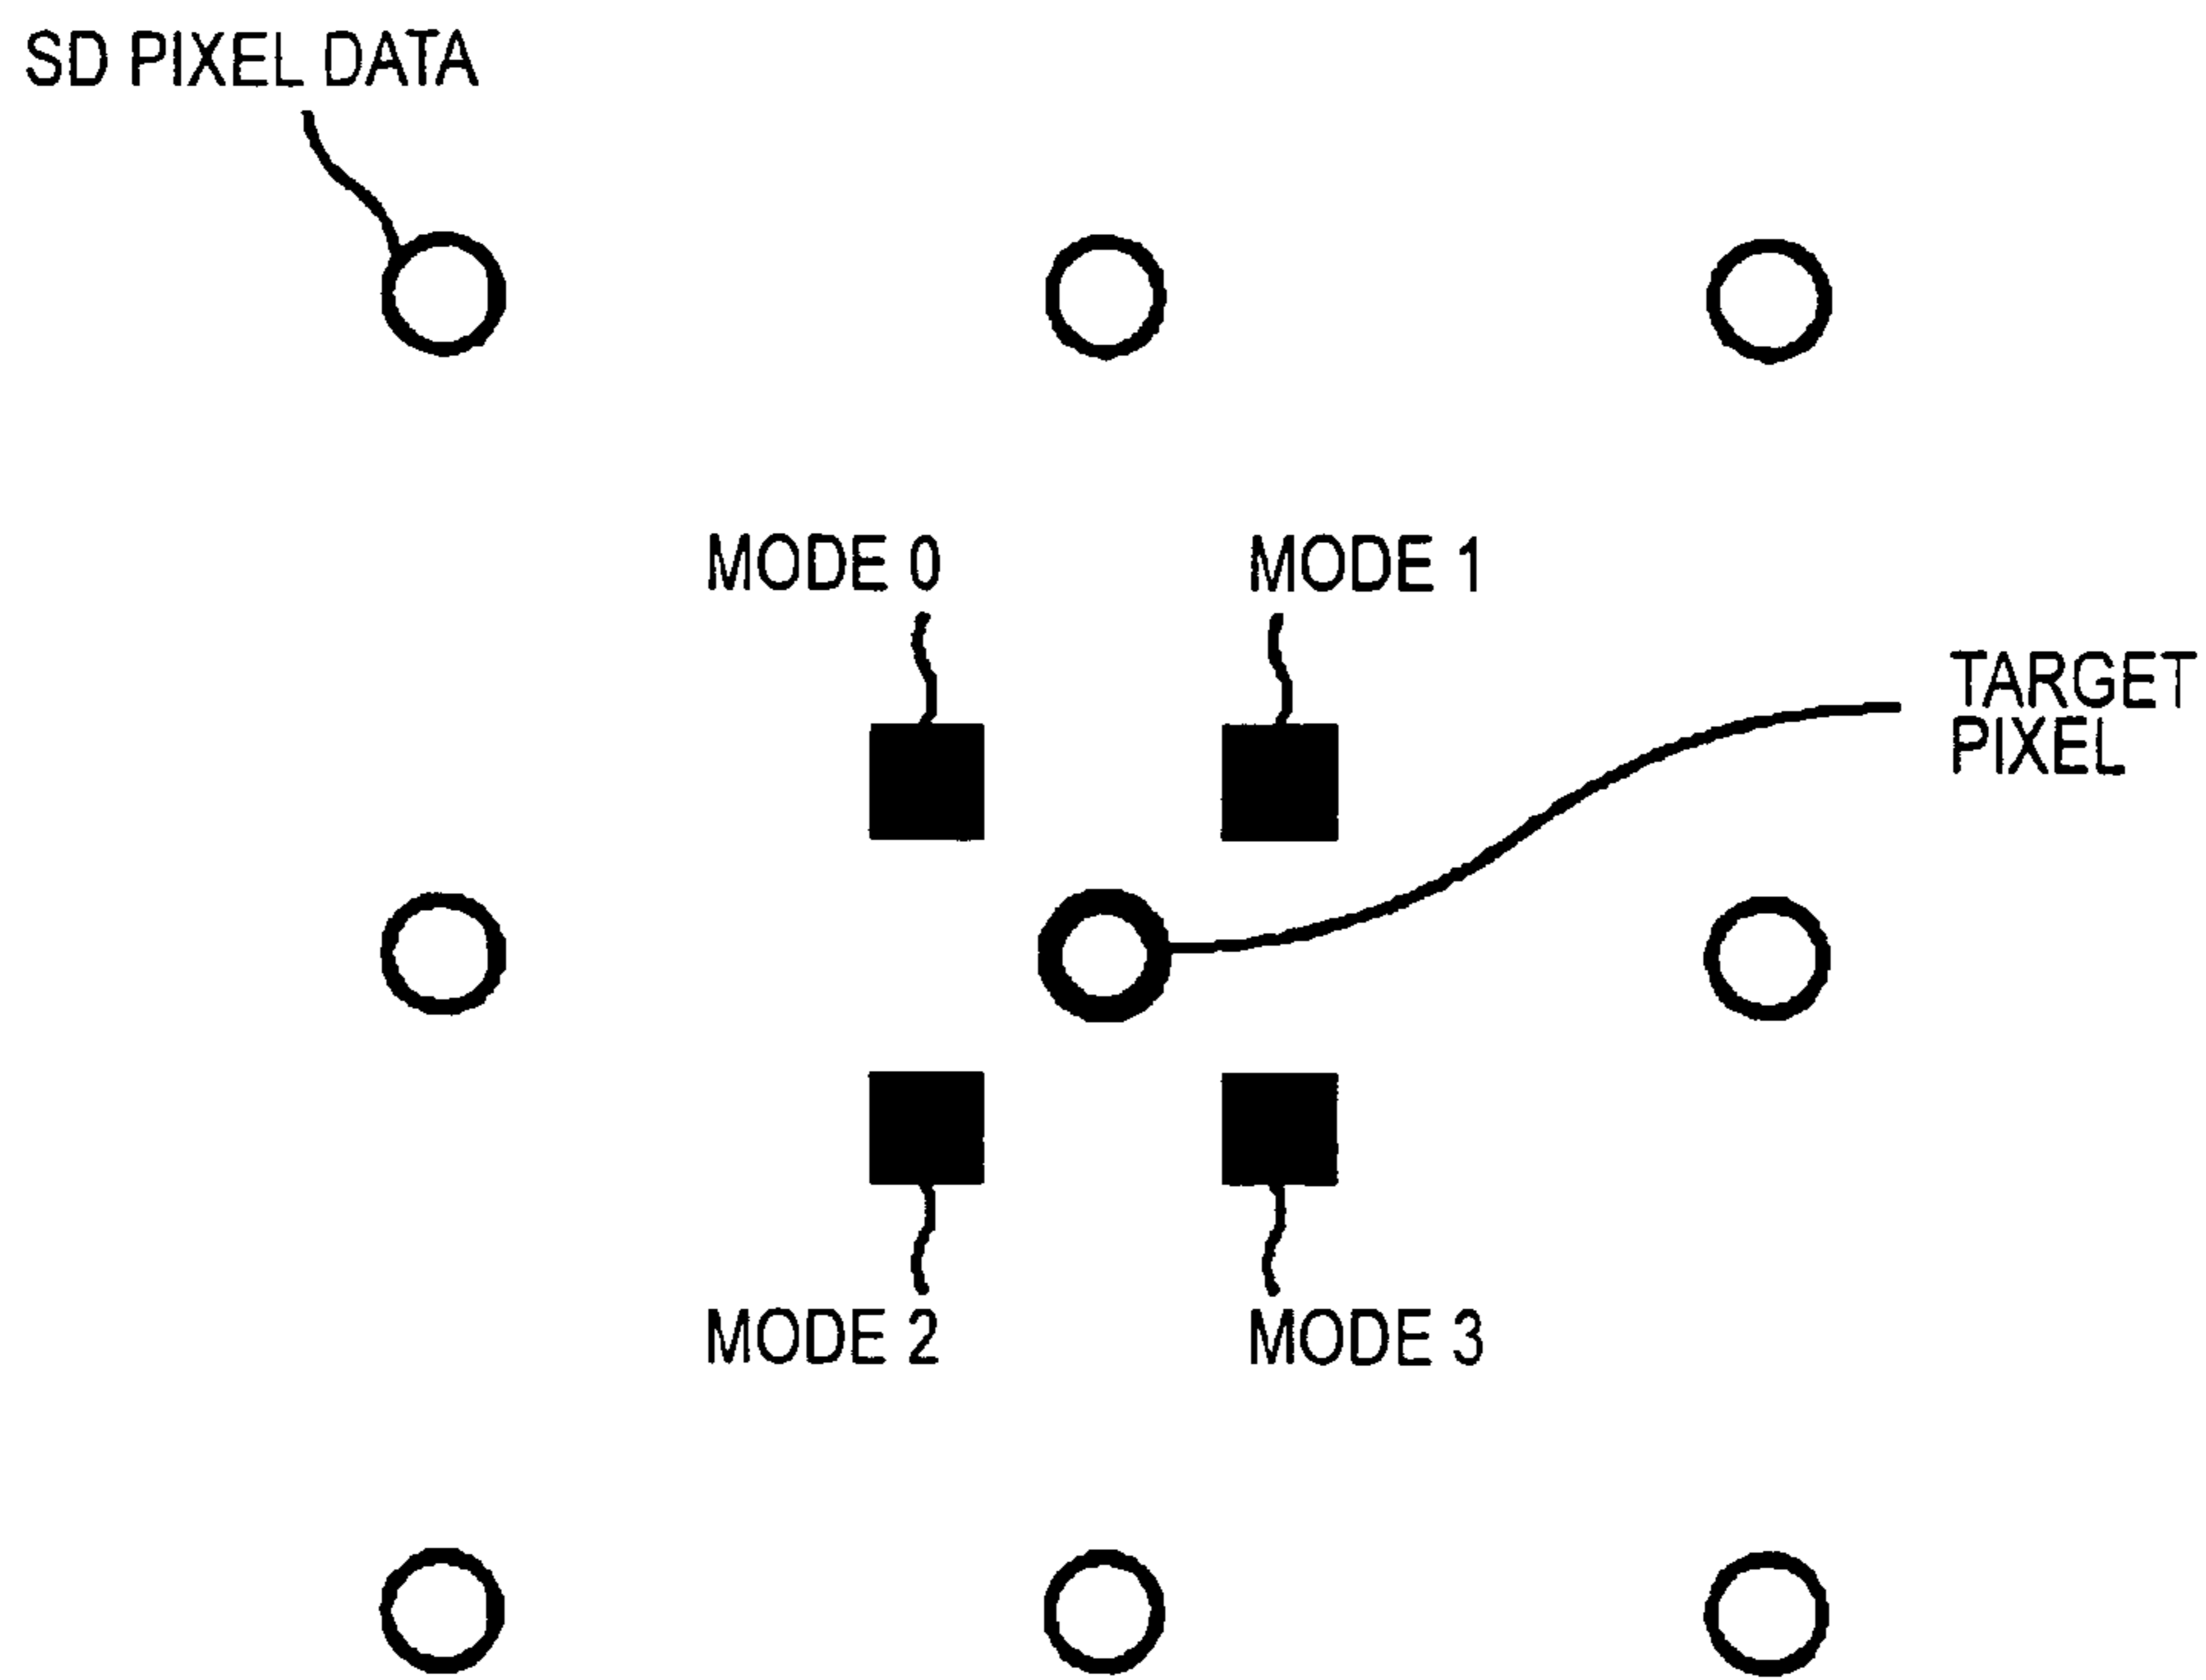 SD PIXEL DATA
MODE 0
MODE 1
TARGET
PIXEL
MODE 2
MODE 3